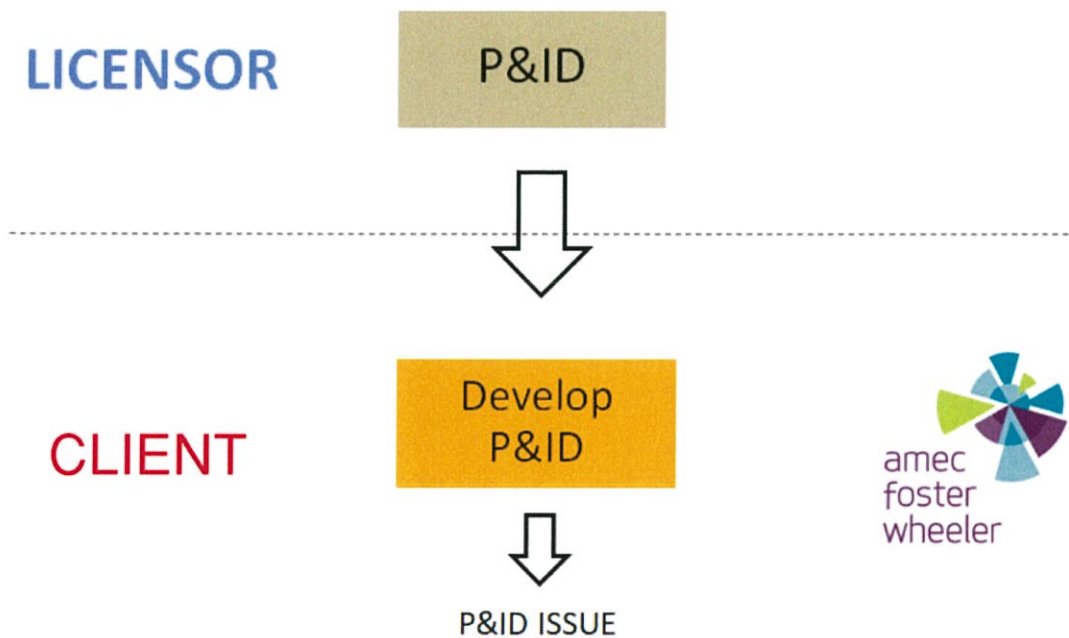 LICENSOR
P&ID
Develop
P&ID
CLIENT
amec
foster
wheeler
P&ID ISSUE